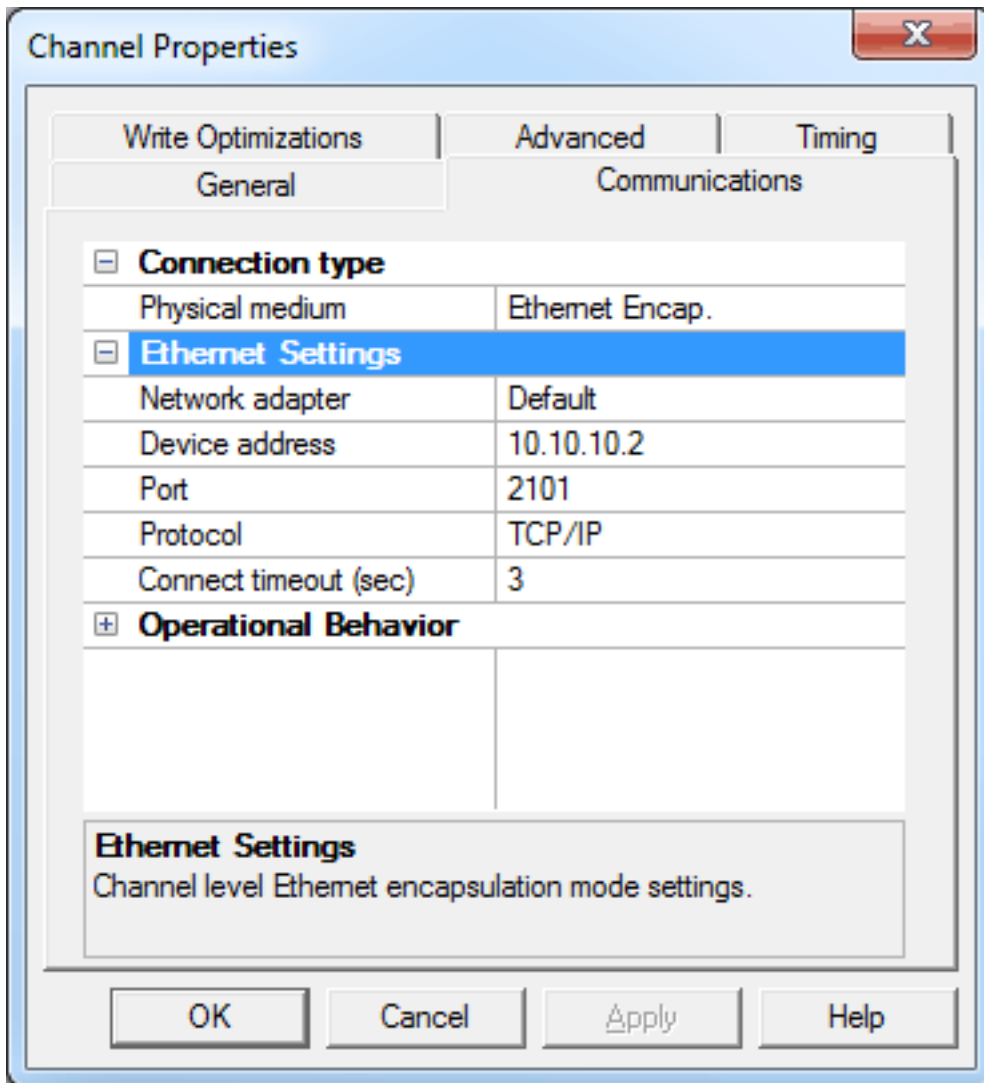 Channel Properties
Write Optimizations Advanced Timing
General Communications
Connection type
Physical medium Ethernet Encap.
Ethernet Settings
Network adapter Default
Device address 10.10.10.2
Port 2101
Protocol TCP/IP
Connect timeout (sec) 3
Operational Behavior
Ethernet Settings
Channel level Ethernet encapsulation mode settings.
OK Cancel Apply Help